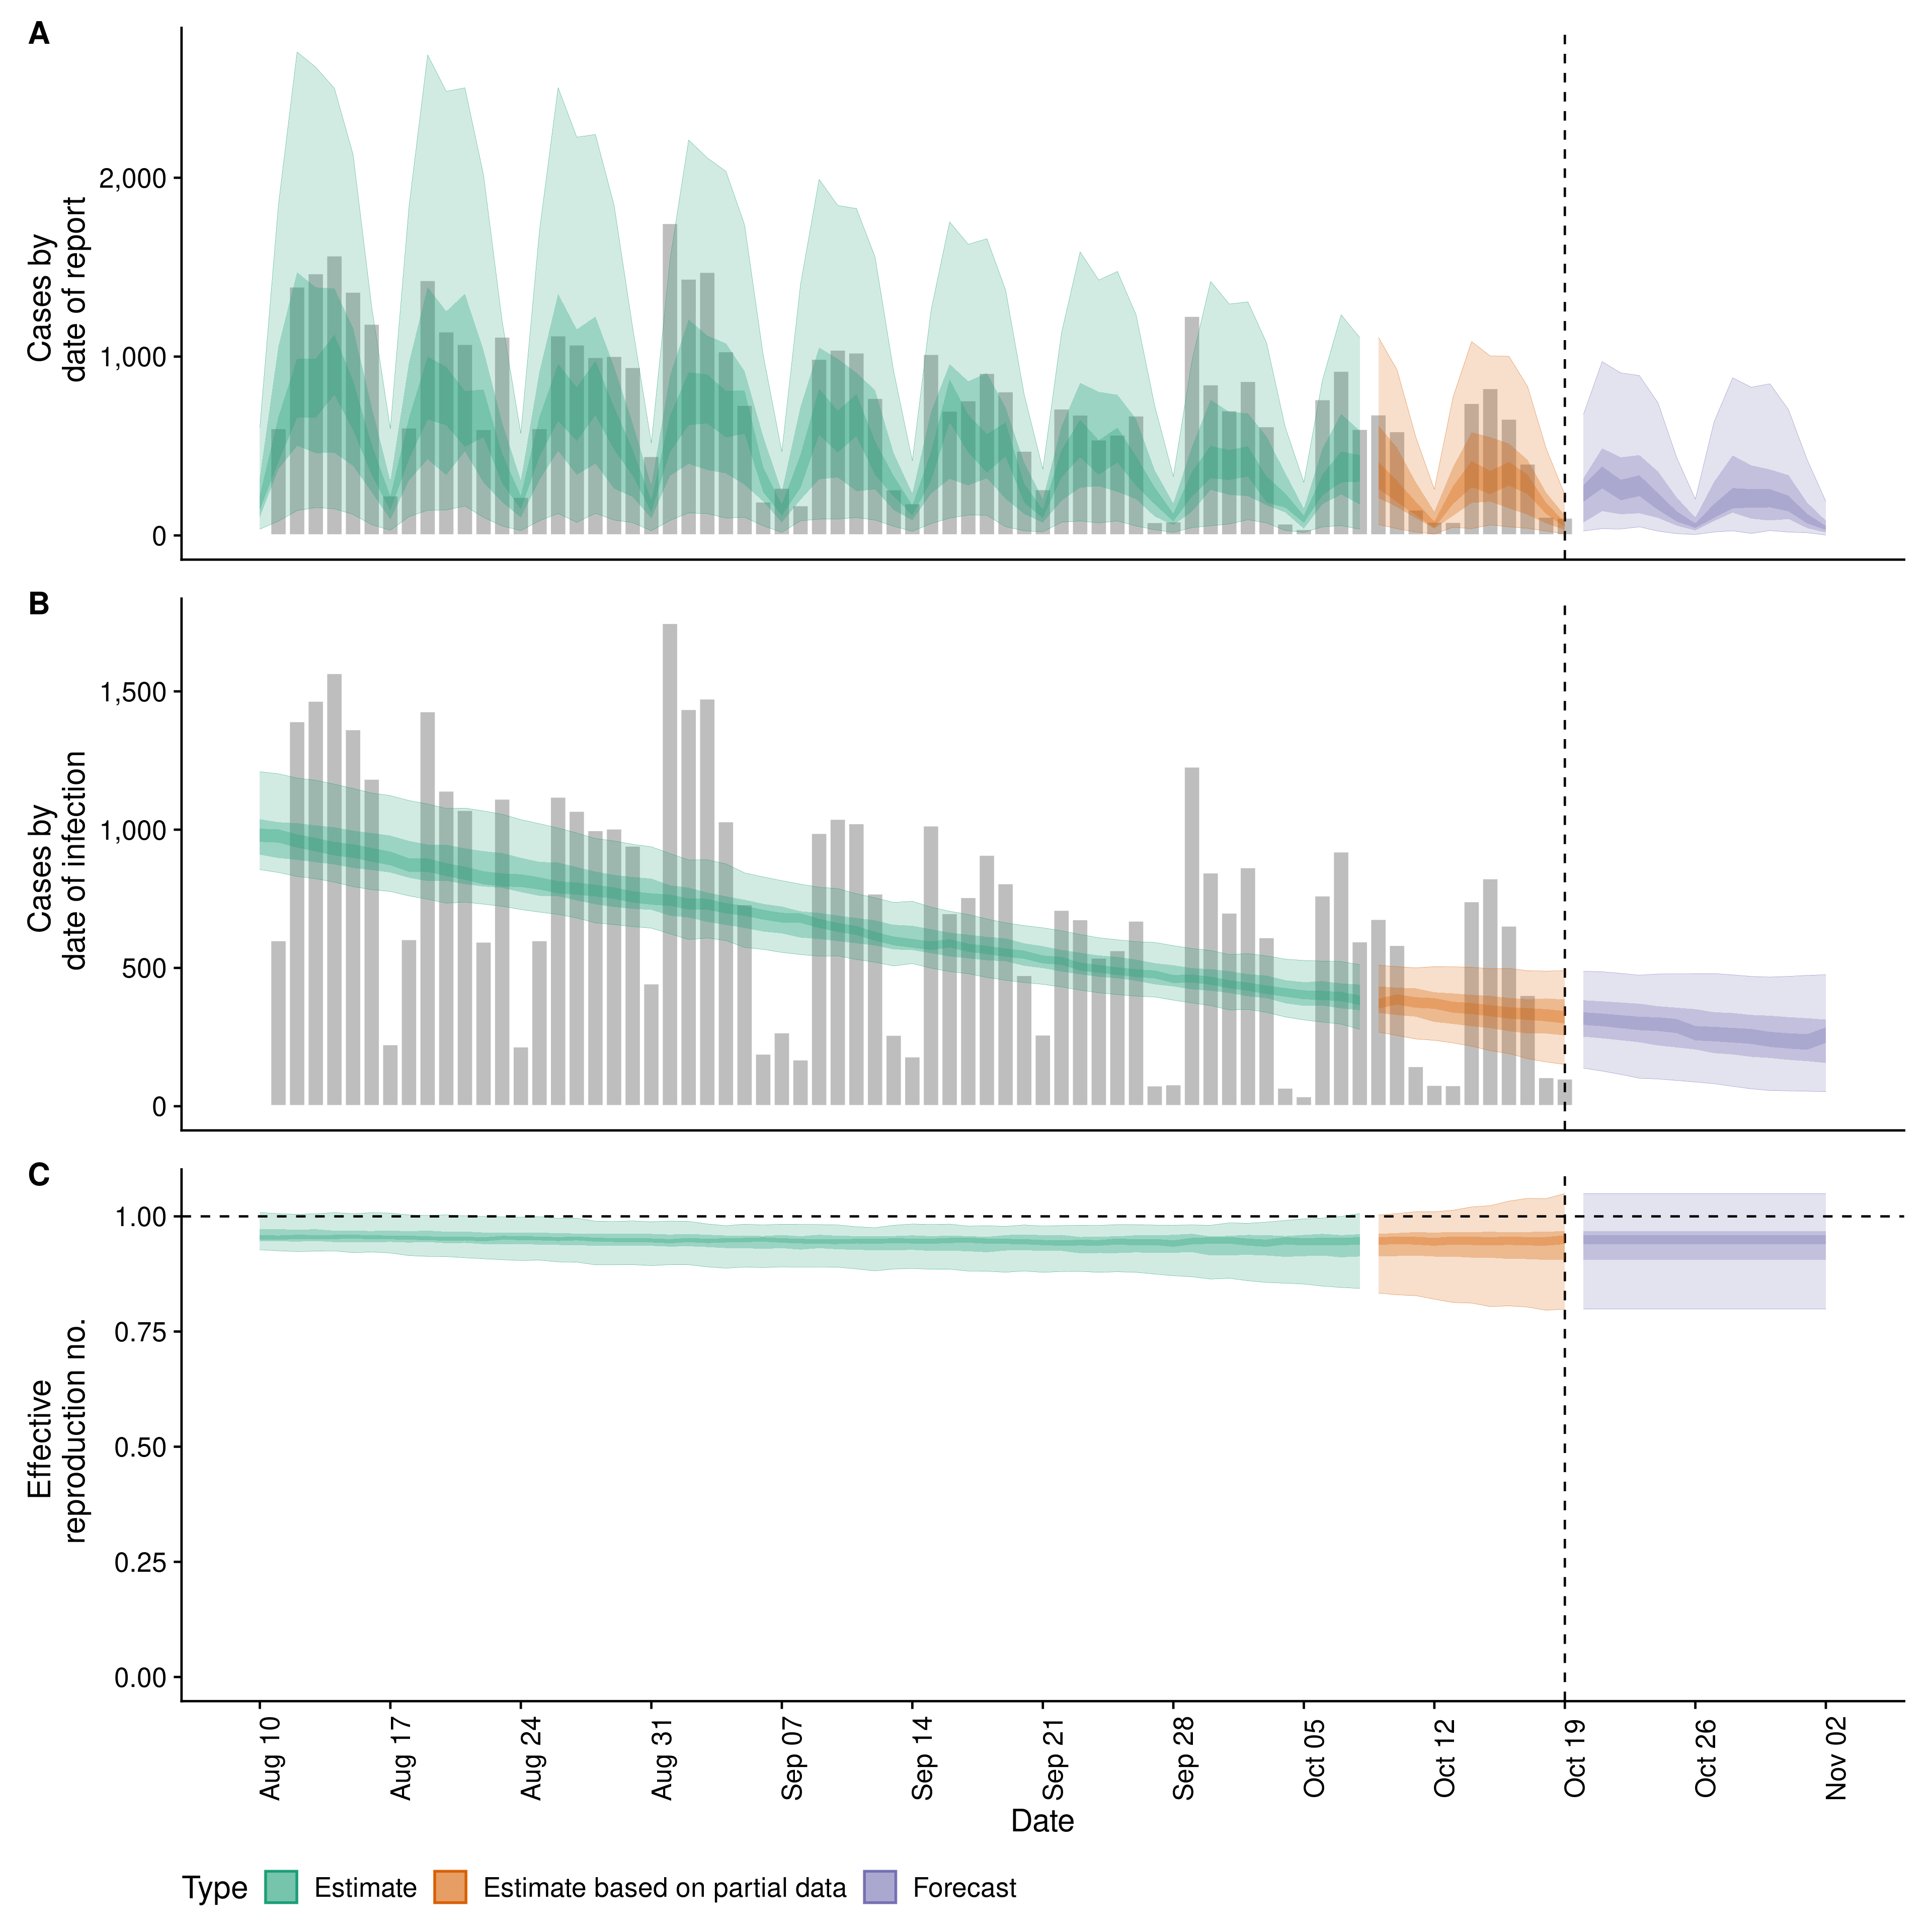 A
Cases by
date of report
2,000
1,000
0
B
Cases by
date of infection
1,500
1,000
500
0
C
Effective
reproduction no.
1.00
0.75
0.50
0.25
0.00
Aug 10
Aug 17
Aug 24
Aug 31
Sep 07
Sep 14
Sep 21
Sep 28
Oct 05
Oct 12
Oct 19
Oct 26
Nov 02
Date
Type Estimate Estimate based on partial data Forecast